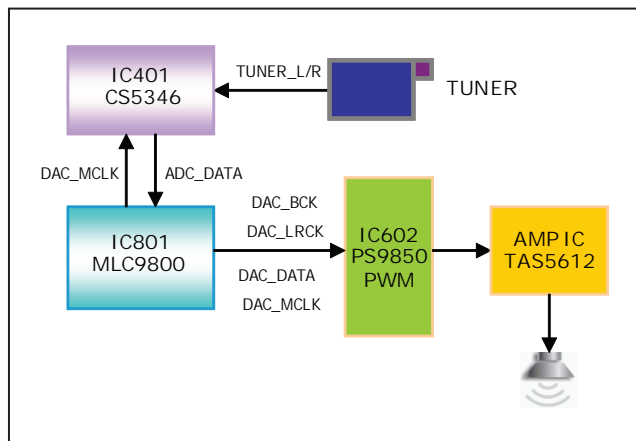 IC401
CS5346
TUNER_L/R
TUNER
DAC_MCLK
ADC_DATA
IC801
MLC9800
DAC_BCK
DAC_LRCK
DAC_DATA
DAC_MCLK
IC602
PS9850
PWM
AMP IC
TAS5612